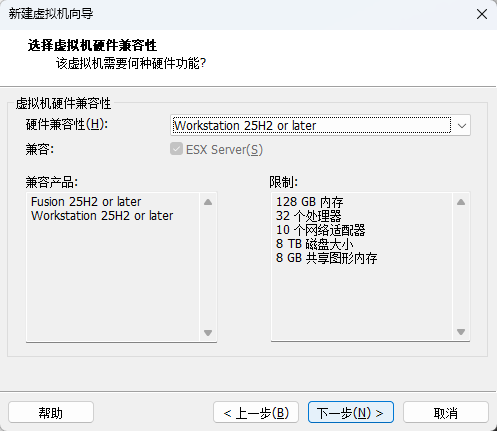 新建虚拟机向导
选择虚拟机硬件兼容性
该虚拟机需要何种硬件功能?
虚拟机硬件兼容性
硬件兼容性(H): Workstation 25H2 or later
兼容: ESX Server(S)
兼容产品:
Fusion 25H2 or later
Workstation 25H2 or later
限制:
128 GB 内存
32 个处理器
10 个网络适配器
8 TB 磁盘大小
8 GB 共享图形内存
帮助 < 上一步(B) 下一步(N) > 取消